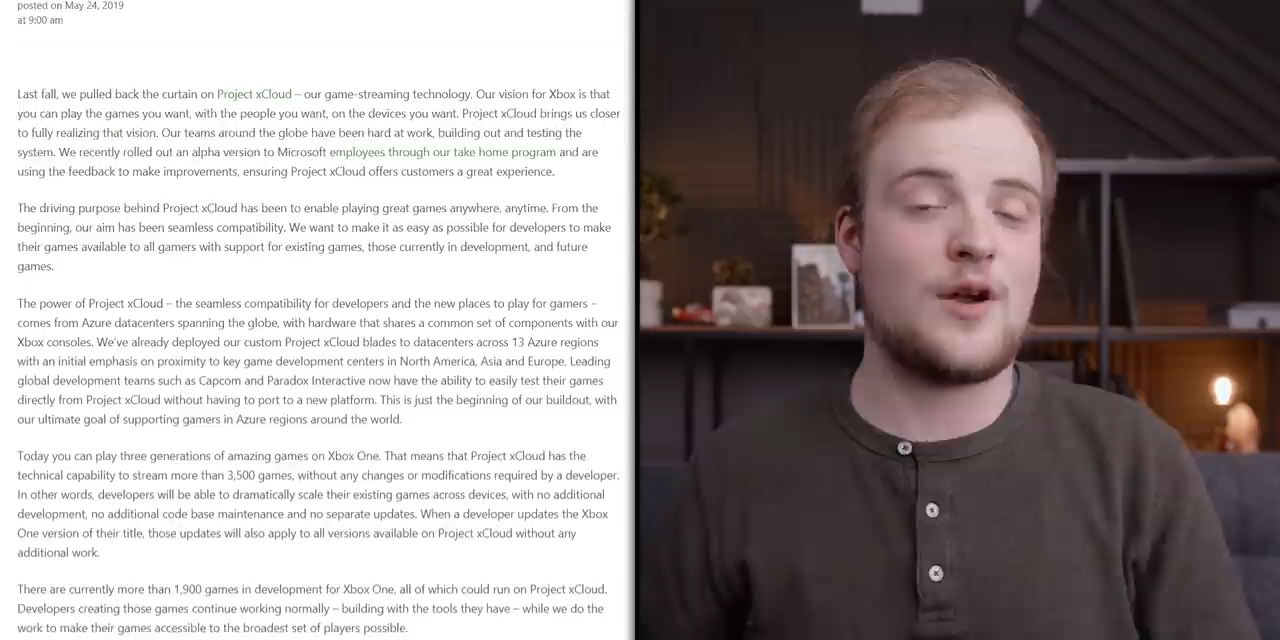 posted on May 24, 2019
at 9:00 am
Last fall, we pulled back the curtain on Project xCloud – our game-streaming technology. Our vision for Xbox is that
you can play the games you want, with the people you want, on the devices you want. Project xCloud brings us closer
to fully realizing that vision. Our teams around the globe have been hard at work, building out and testing the
system. We recently rolled out an alpha version to Microsoft employees through our take home program and are
using the feedback to make improvements, ensuring Project xCloud offers customers a great experience.
The driving purpose behind Project xCloud has been to enable playing great games anywhere, anytime. From the
beginning, our aim has been seamless compatibility. We want to make it as easy as possible for developers to make
their games available to all gamers with support for existing games, those currently in development, and future
games.
The power of Project xCloud – the seamless compatibility for developers and the new places to play for gamers –
comes from Azure datacenters spanning the globe, with hardware that shares a common set of components with our
Xbox consoles. We've already deployed our custom Project xCloud blades to datacenters across 13 Azure regions
with an initial emphasis on proximity to key game development centers in North America, Asia and Europe. Leading
global development teams such as Capcom and Paradox Interactive now have the ability to easily test their games
directly from Project xCloud without having to port to a new platform. This is just the beginning of our buildout, with
our ultimate goal of supporting gamers in Azure regions around the world.
Today you can play three generations of amazing games on Xbox One. That means that Project xCloud has the
technical capability to stream more than 3,500 games, without any changes or modifications required by a developer.
In other words, developers will be able to dramatically scale their existing games across devices, with no additional
development, no additional code base maintenance and no separate updates. When a developer updates the Xbox
One version of their title, those updates will also apply to all versions available on Project xCloud without any
additional work.
There are currently more than 1,900 games in development for Xbox One, all of which could run on Project xCloud.
Developers creating those games continue working normally – building with the tools they have – while we do the
work to make their games accessible to the broadest set of players possible.